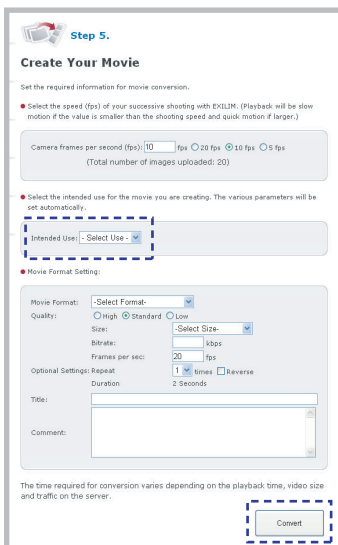 Step 5.
Create Your Movie
Set the required information for movie conversion.
Select the speed (fps) of your successive shooting with EXILIM. (Playback will be slow
motion if the value is smaller than the shooting speed and quick motion if larger.)
Camera frames per second (fps): 10 fps 20 fps 10 fps 5 fps
(Total number of images uploaded: 20)
Select the intended use for the movie you are creating. The various parameters will be
set automatically.
Intended Use: - Select Use -
Movie Format Setting:
Movie Format: -Select Format-
Quality: High Standard Low
Size: -Select Size-
Bitrate: kbps
Frames per sec: 20 fps
Optional Settings: Repeat 1 times Reverse
Duration 2 Seconds
Title:
Comment:
The time required for conversion varies depending on the playback time, video size
and traffic on the server.
Convert